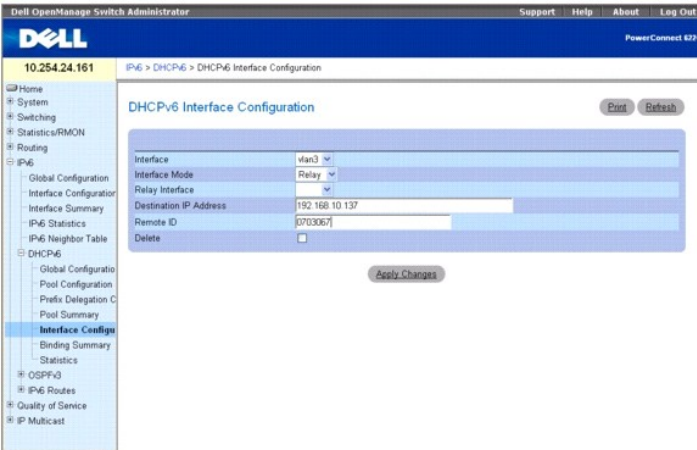 Dell OpenManage Switch Administrator
Support Help About Log Out
DELL
PowerConnect 622
10.254.24.161
IPv6 > DHCPv6 > DHCPv6 Interface Configuration
Home
System
Switching
Statistics/RMON
Routing
IPv6
Global Configuration
Interface Configuration
Interface Summary
IPv6 Statistics
IPv6 Neighbor Table
DHCPv6
Global Configuratio
Pool Configuration
Prefix Delegation C
Pool Summary
Interface Configu
Binding Summary
Statistics
OSPFv3
IPv6 Routes
Quality of Service
IP Multicast
DHCPv6 Interface Configuration
Print Refresh
Interface vlan3
Interface Mode Relay
Relay Interface
Destination IP Address 192.168.10.137
Remote ID 0703067
Delete
Apply Changes